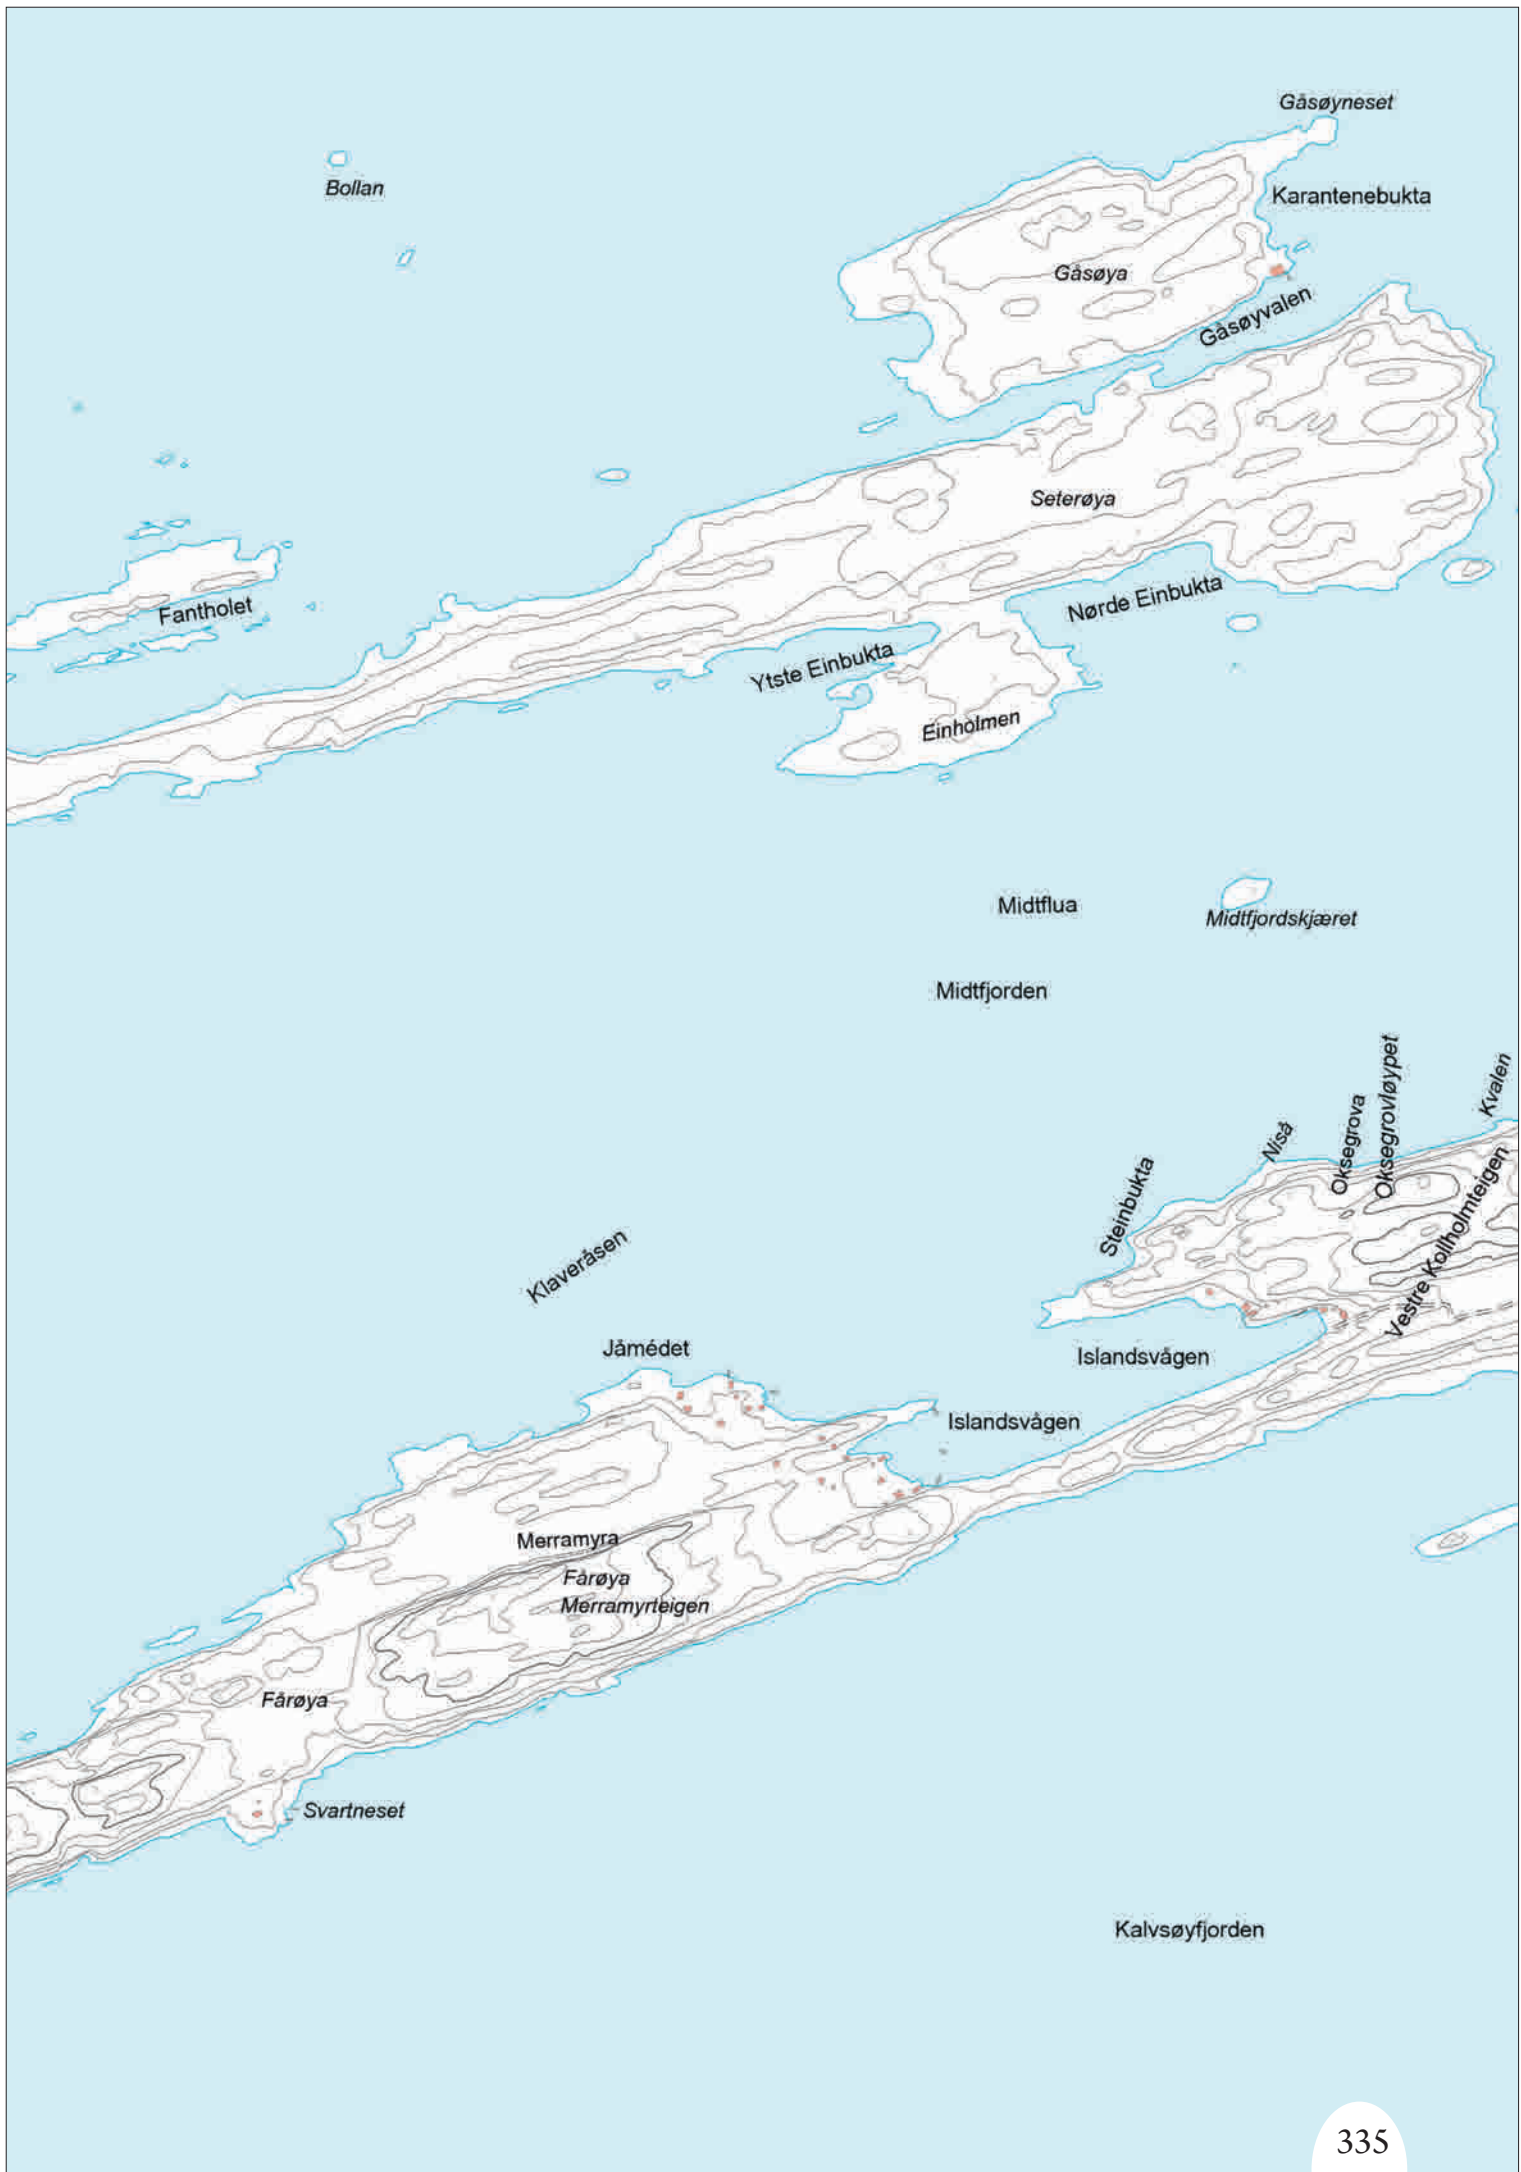 Gåsøyneset
Bollan
Karantenebukta
Gåsøya
Gåsøyvalen
Seterøya
Fantholet
Nørde Einbukta
Ytste Einbukta
Einholmen
Midtflua
Midtfjordskjæret
Midtfjorden
Kvalen
Oksegrovløypet
Oksegrova
Niså
Steinbukta
Vestre Kollholmteigen
Klaveråsen
Jåmédet
Islandsvågen
Islandsvågen
Merramyra
Fårøya
Merramyrteigen
Fårøya
Svartneset
Kalvsøyfjorden
335